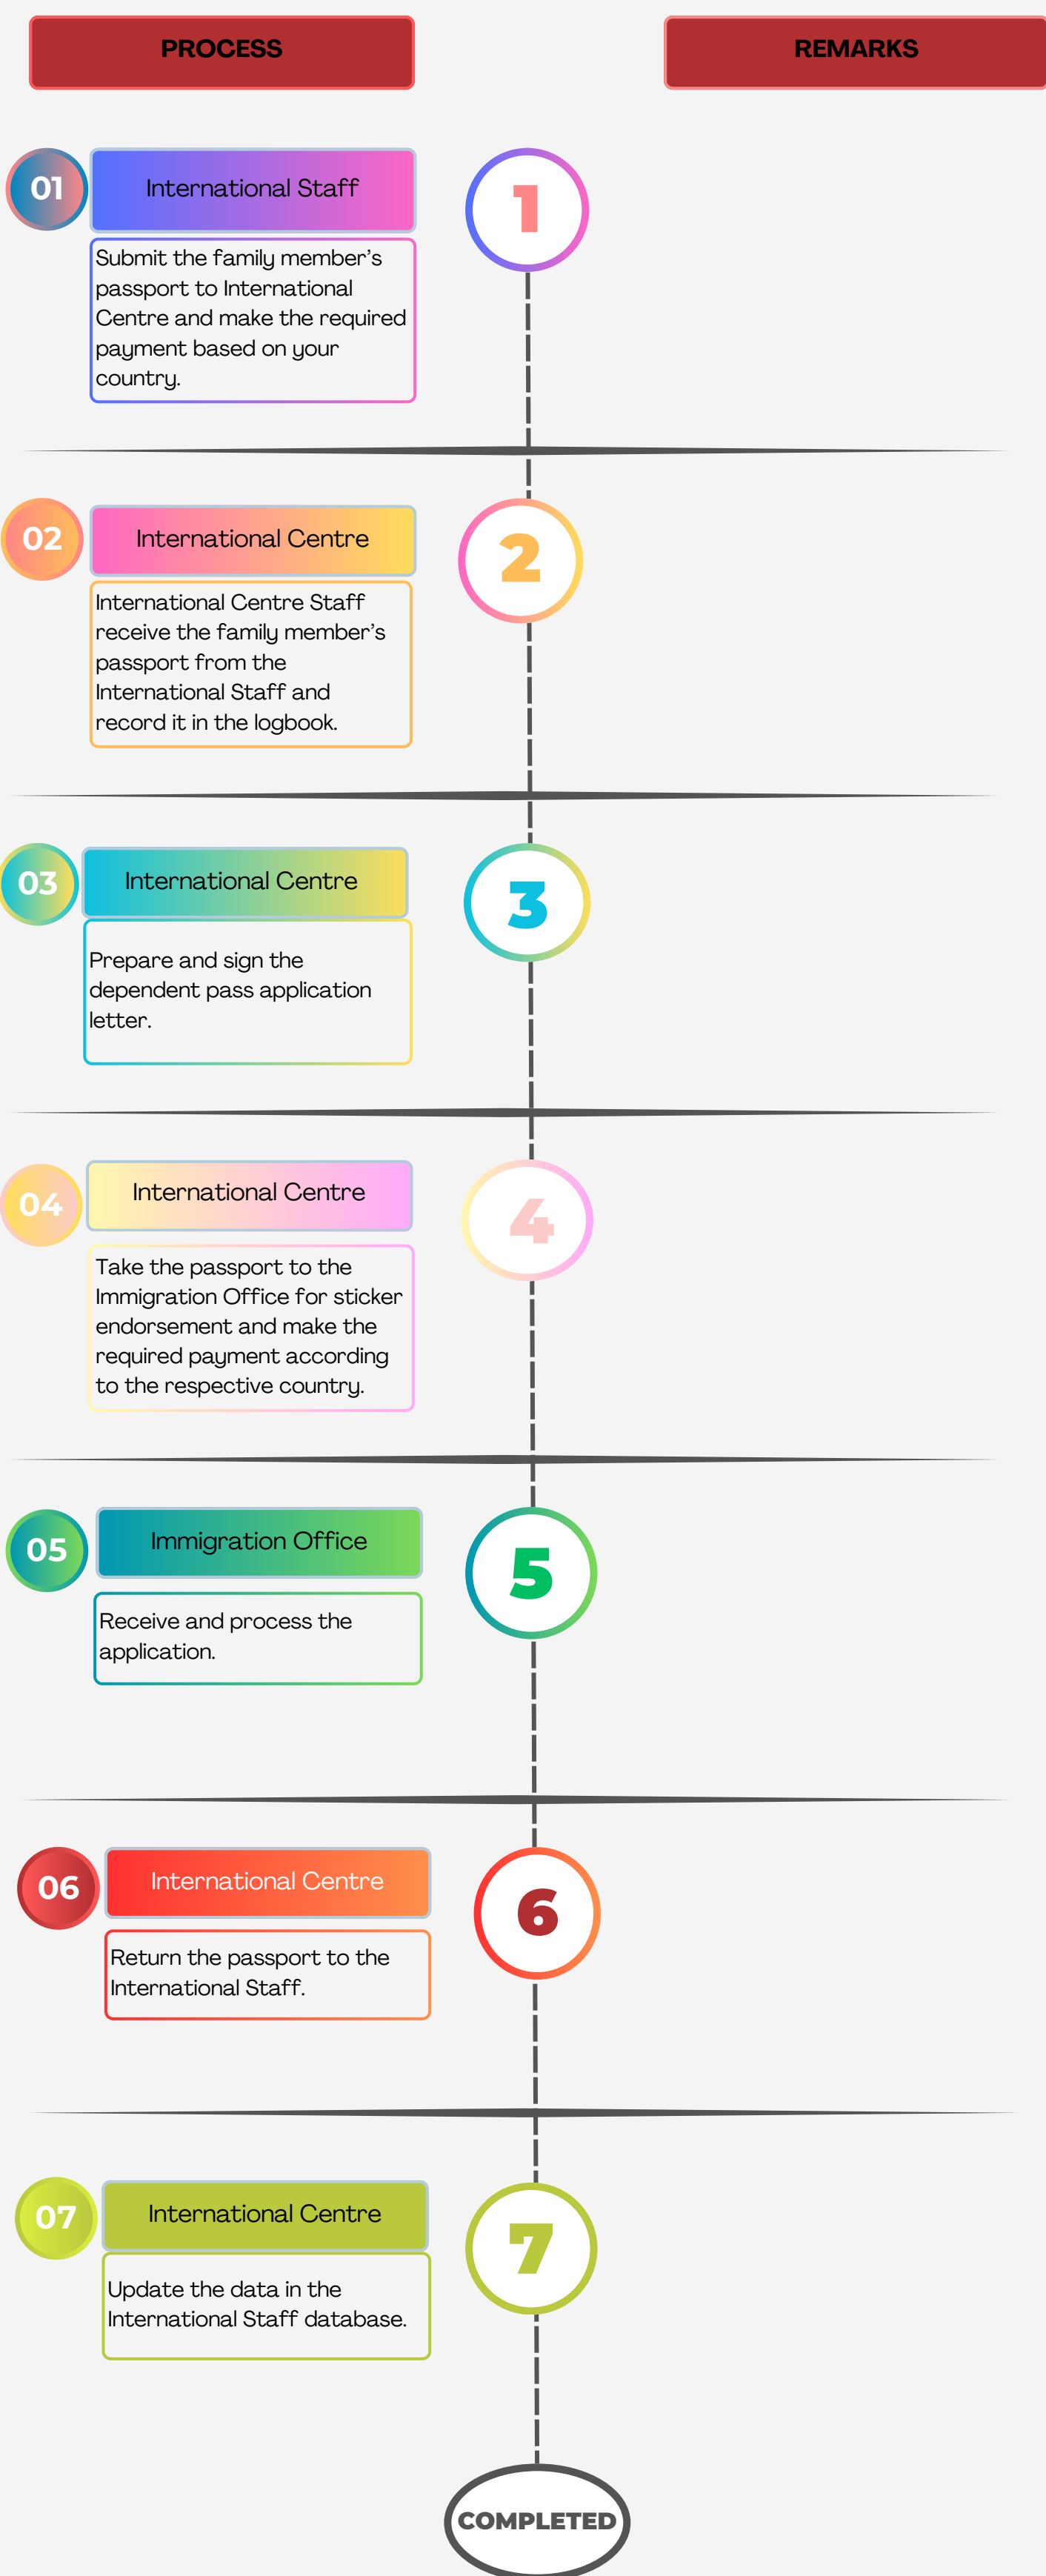 PROCESS
REMARKS
01
International Staff
1
Submit the family member’s
passport to International
Centre and make the required
payment based on your
country.
02
International Centre
2
International Centre Staff
receive the family member’s
passport from the
International Staff and
record it in the logbook.
03
International Centre
3
Prepare and sign the
dependent pass application
letter.
04
International Centre
4
Take the passport to the
Immigration Office for sticker
endorsement and make the
required payment according
to the respective country.
05
Immigration Office
5
Receive and process the
application.
06
International Centre
6
Return the passport to the
International Staff.
07
International Centre
7
Update the data in the
International Staff database.
COMPLETED